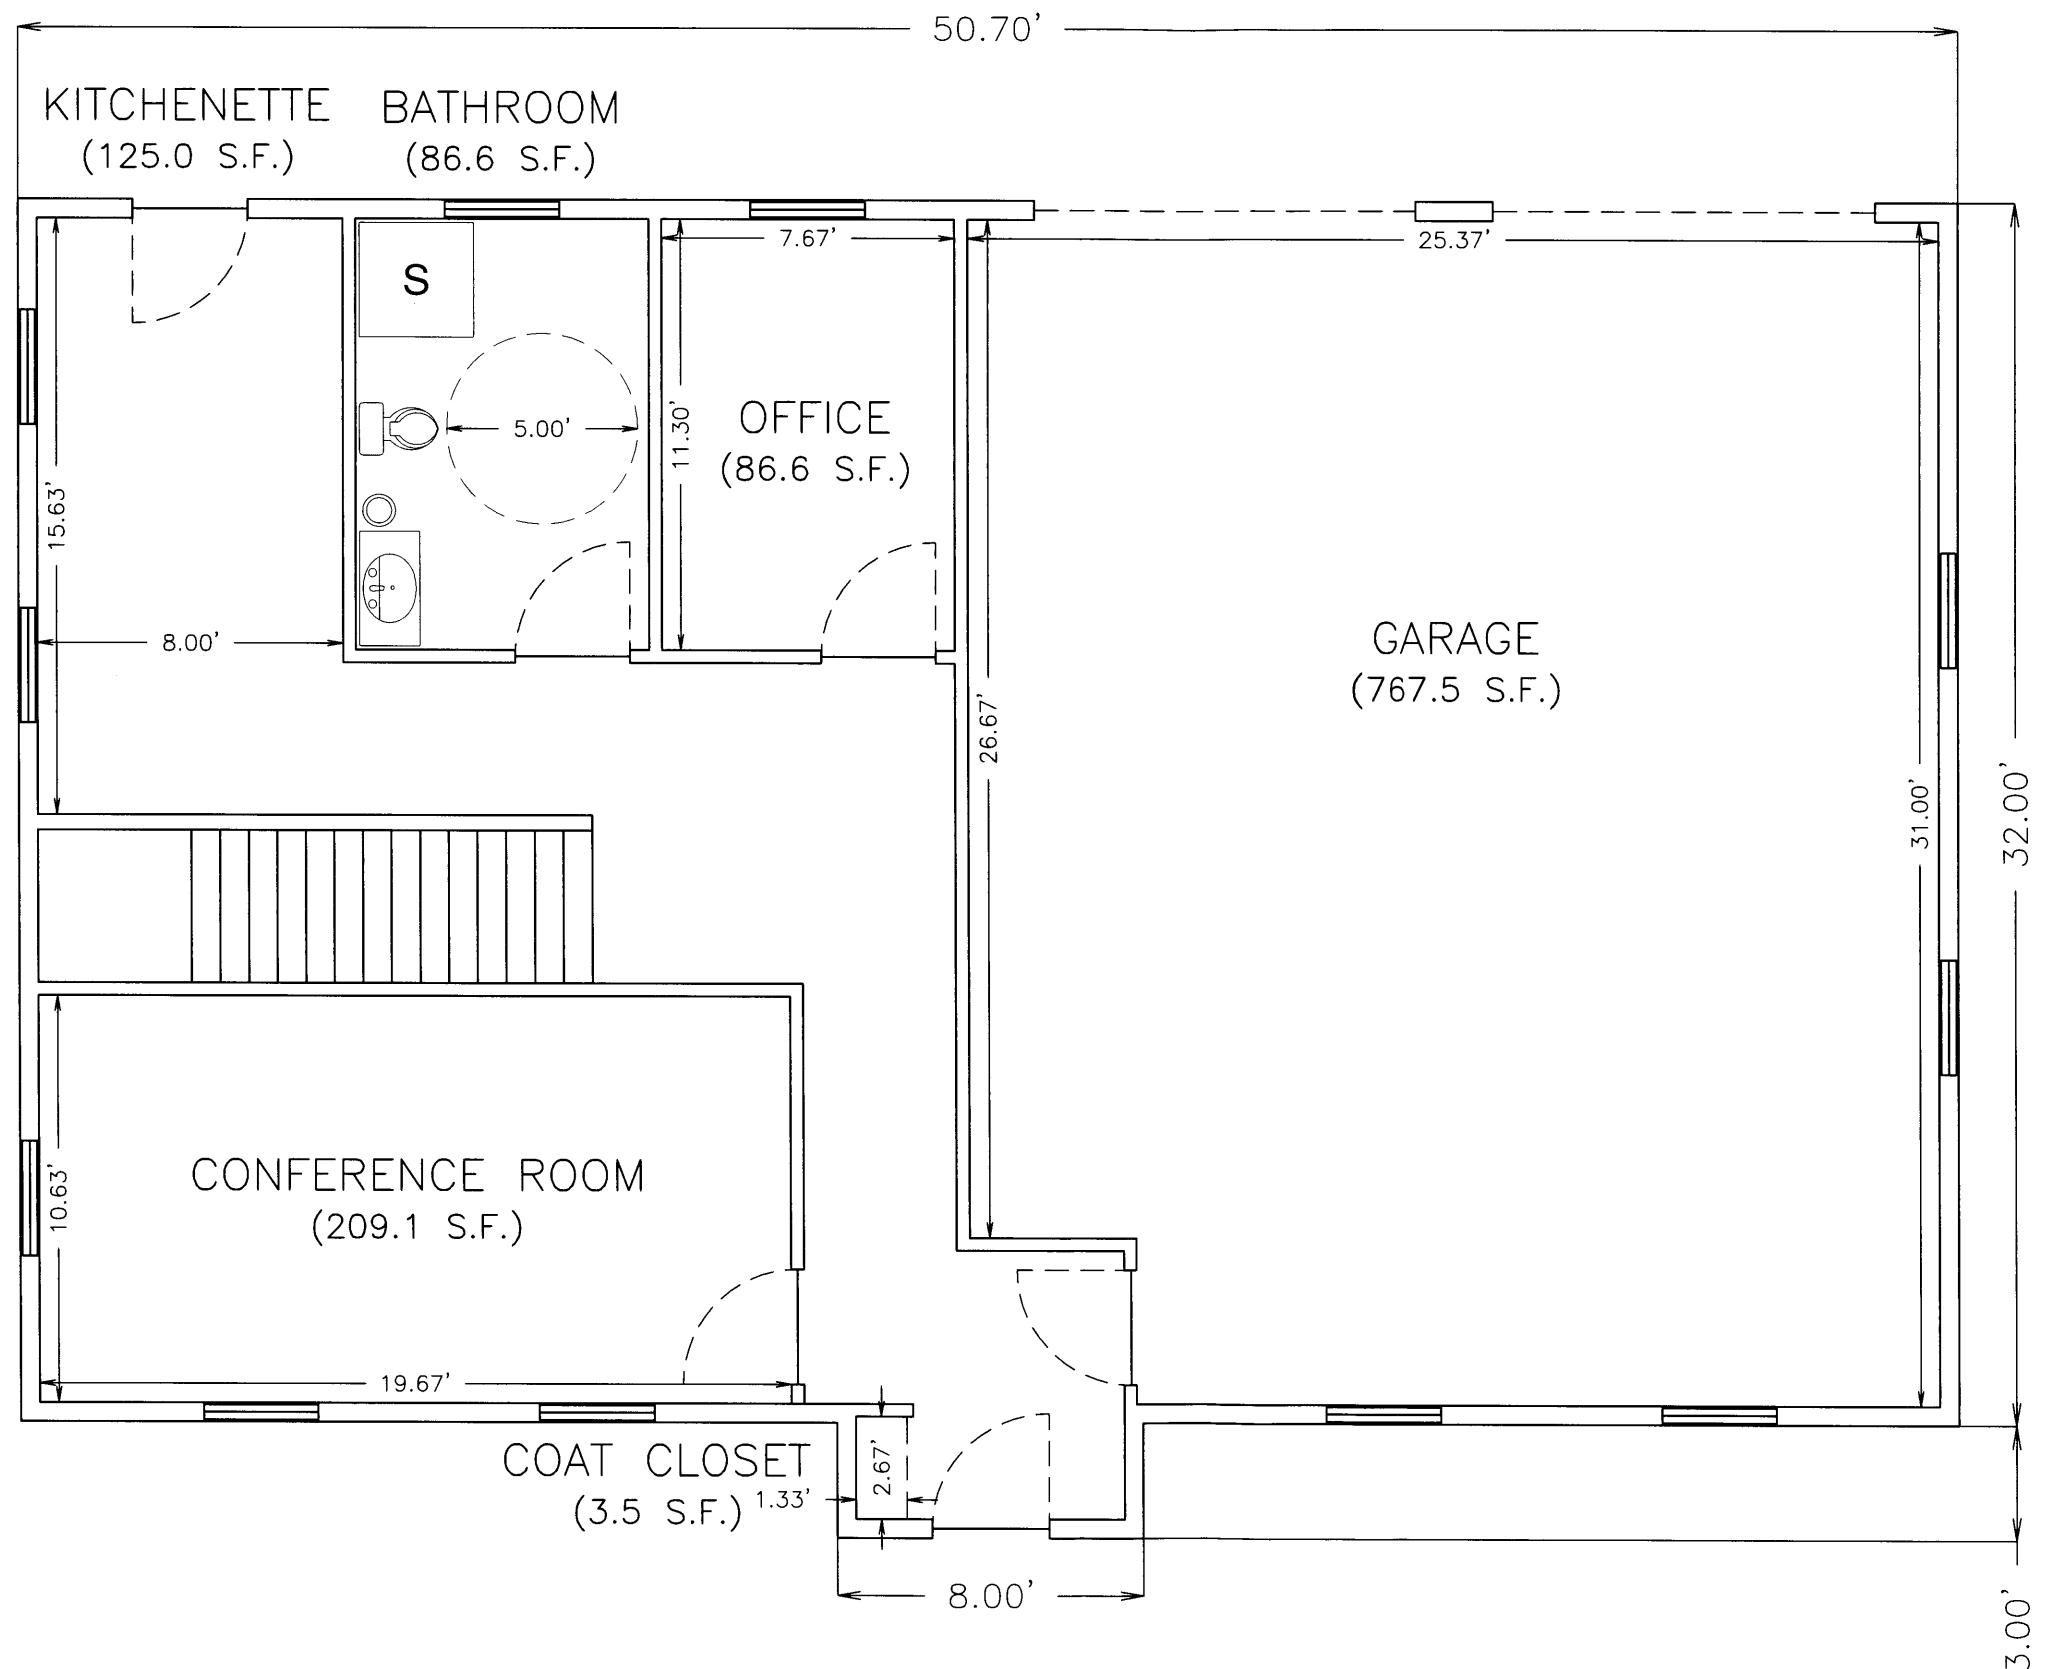 50.70'
KITCHENETTE
(125.0 S.F.)
BATHROOM
(86.6 S.F.)
7.67'
25.37'
S
5.00'
11.30'
OFFICE
(86.6 S.F.)
15.63'
8.00'
GARAGE
(767.5 S.F.)
26.67'
31.00'
32.00'
CONFERENCE ROOM
(209.1 S.F.)
10.63'
19.67'
COAT CLOSET
(3.5 S.F.)
1.33'
2.67'
8.00'
3.00'